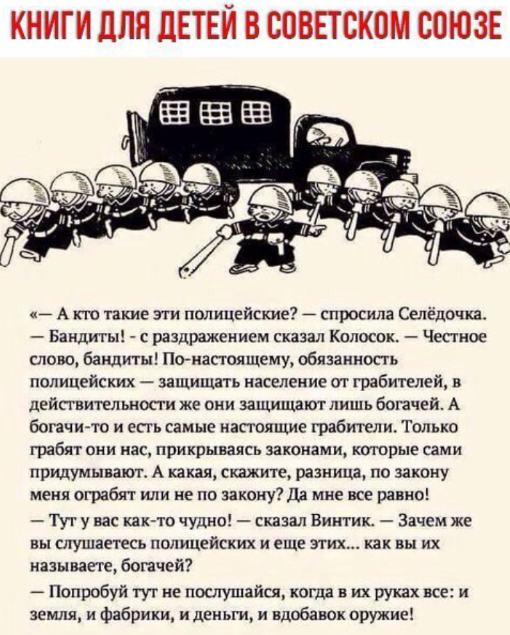 КНИГИ ДЛЯ ДЕТЕЙ В СОВЕТСКОМ СОЮЗЕ
«— А кто такие эти полицейские? — спросила Селёдочка.
— Бандиты! - с раздражением сказал Колосок. — Честное
слово, бандиты! По-настоящему, обязанность
полицейских — защищать население от грабителей, в
действительности же они защищают лишь богачей. А
богачи-то и есть самые настоящие грабители. Только
грабят они нас, прикрываясь законами, которые сами
придумывают. А какая, скажите, разница, по закону
меня ограбят или не по закону? Да мне все равно!
— Тут у вас как-то чудно! — сказал Винтик. — Зачем же
вы слушаетесь полицейских и еще этих... как вы их
называете, богачей?
— Попробуй тут не послушайся, когда в их руках все: и
земля, и фабрики, и деньги, и вдобавок оружие!